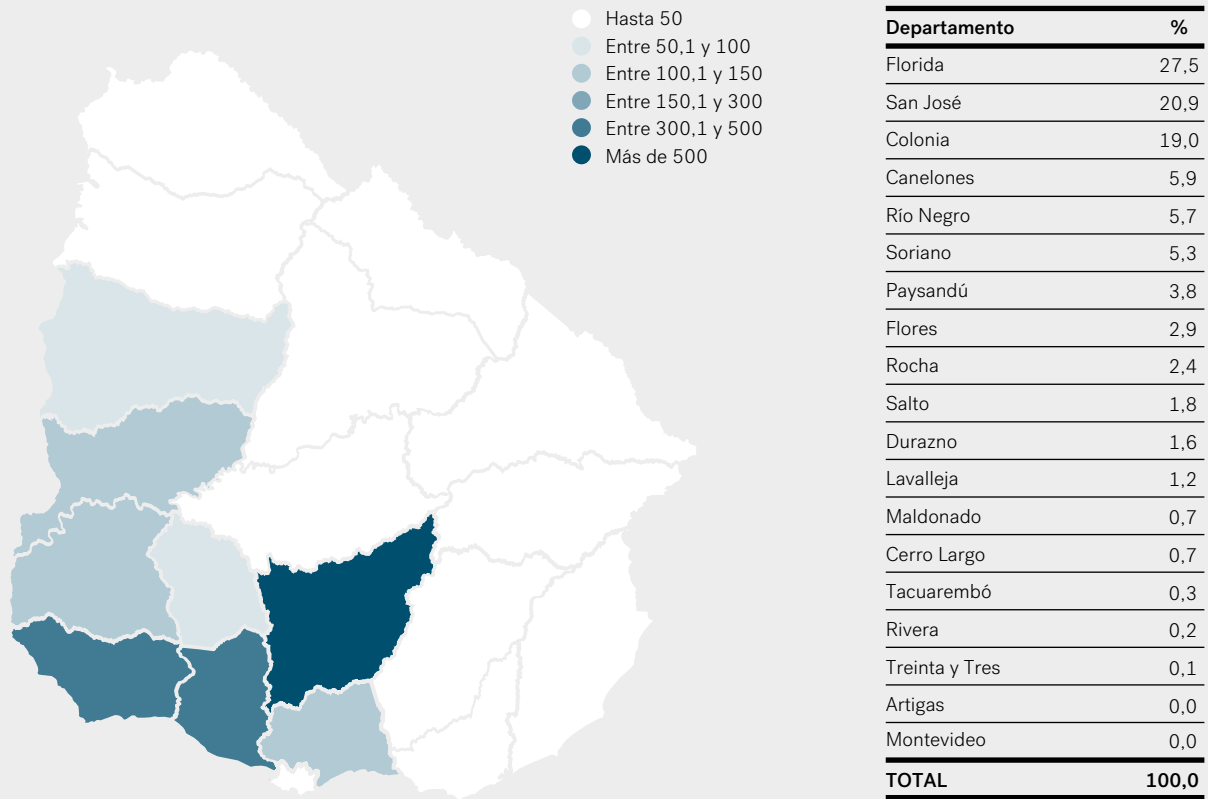 Hasta 50
Entre 50,1 y 100
Entre 100,1 y 150
Entre 150,1 y 300
Entre 300,1 y 500
Más de 500
Departamento %
Florida 27,5
San José 20,9
Colonia 19,0
Canelones 5,9
Río Negro 5,7
Soriano 5,3
Paysandú 3,8
Flores 2,9
Rocha 2,4
Salto 1,8
Durazno 1,6
Lavalleja 1,2
Maldonado 0,7
Cerro Largo 0,7
Tacuarembó 0,3
Rivera 0,2
Treinta y Tres 0,1
Artigas 0,0
Montevideo 0,0
TOTAL 100,0